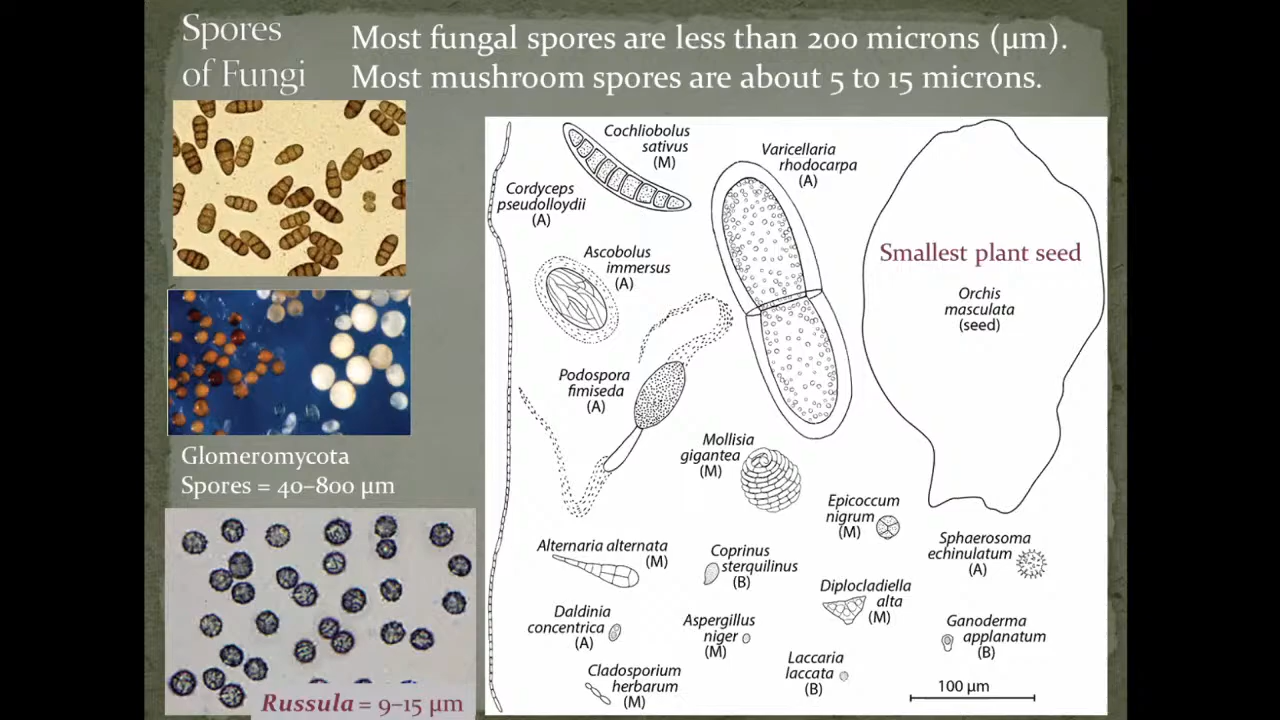 Spores
of Fungi
Most fungal spores are less than 200 microns (µm).
Most mushroom spores are about 5 to 15 microns.
Glomeromycota
Spores = 40–800 µm
Russula = 9–15 µm
Cochliobolus
sativus
(M)
Varicellaria
rhodocarpa
(A)
Cordyceps
pseudolloydii
(A)
Smallest plant seed
Orchis
masculata
(seed)
Ascobolus
immersus
(A)
Podospora
fimiseda
(A)
Mollisia
gigantea
(M)
Epicoccum
nigrum
(M)
Sphaerosoma
echinulatum
(A)
Alternaria alternata
(M)
Coprinus
sterquilinus
(B)
Diplocladiella
alta
(M)
Daldinia
concentrica
(A)
Aspergillus
niger
(M)
Ganoderma
applanatum
(B)
Cladosporium
herbarum
(M)
Laccaria
laccata
(B)
100 µm